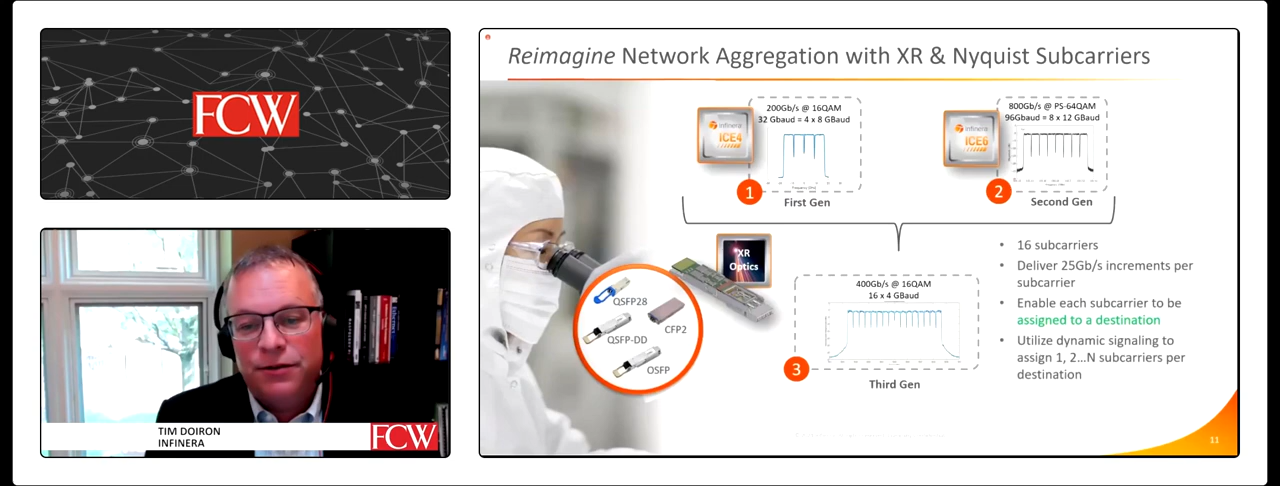 FCW
TIM DOIRON
INFINERA
FCW
Reimagine Network Aggregation with XR & Nyquist Subcarriers
infinera
ICE4
200Gb/s @ 16QAM
32 Gbaud = 4 x 8 GBaud
1
First Gen
infinera
ICE6
800Gb/s @ PS-64QAM
96Gbaud = 8 x 12 GBaud
2
Second Gen
XR
Optics
QSFP28
CFP2
QSFP-DD
OSFP
400Gb/s @ 16QAM
16 x 4 GBaud
3
Third Gen
• 16 subcarriers
• Deliver 25Gb/s increments per
subcarrier
• Enable each subcarrier to be
assigned to a destination
• Utilize dynamic signaling to
assign 1, 2...N subcarriers per
destination
11